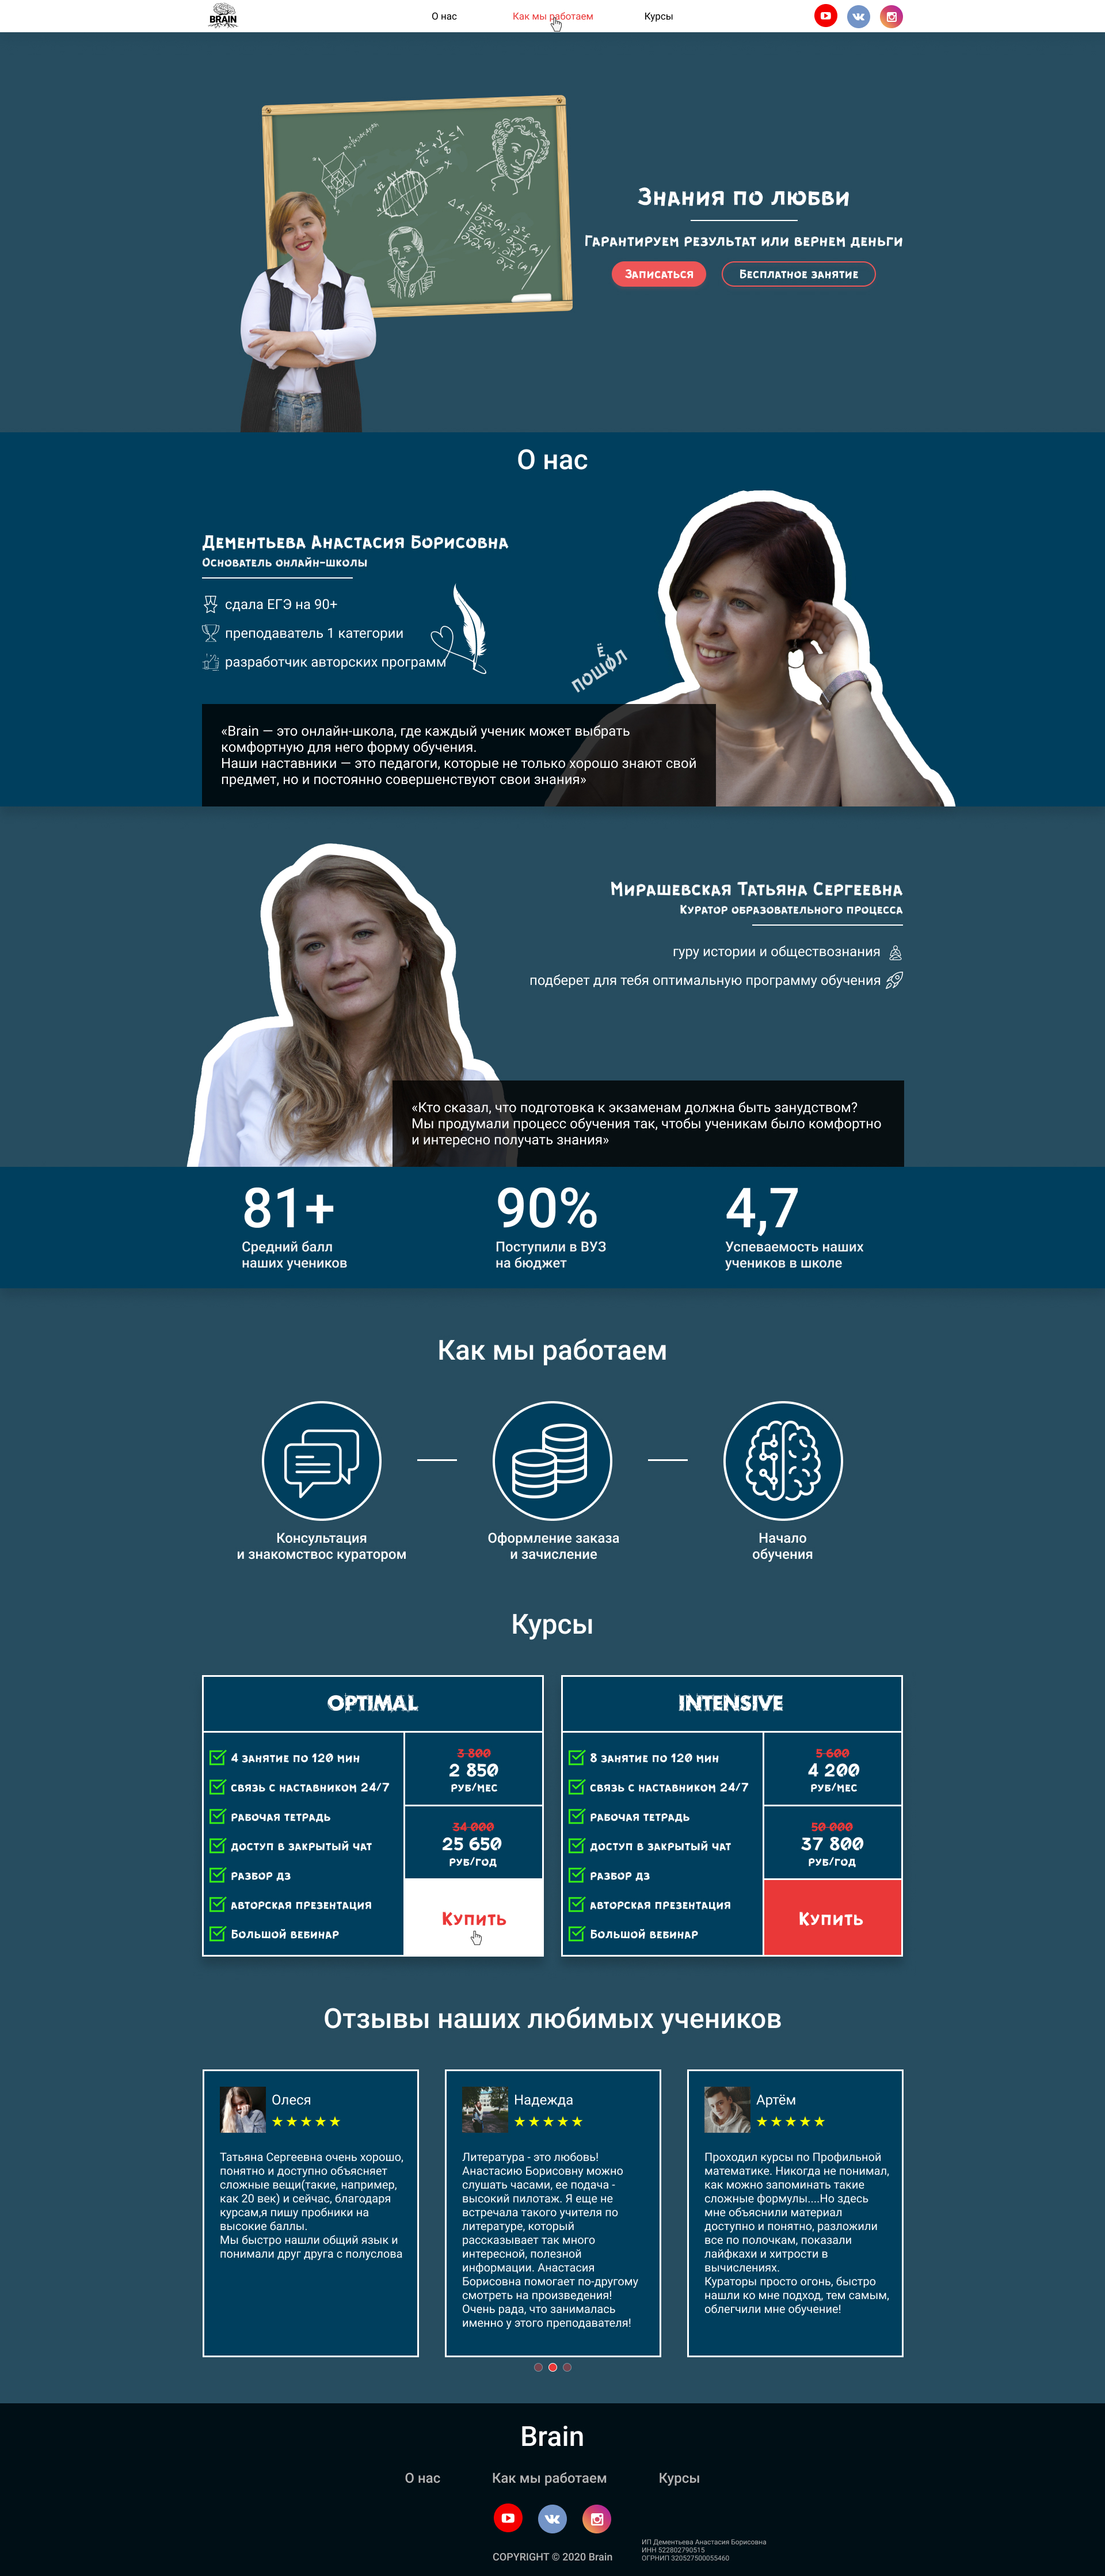 BRAIN
О нас
Как мы работаем
Курсы
Знания по любви
Гарантируем результат или вернем деньги
Записаться
Бесплатное занятие
О нас
Дементьева Анастасия Борисовна
Основатель онлайн-школы
сдала ЕГЭ на 90+
преподаватель 1 категории
разработчик авторских программ
Ё
ПОШОЛ
«Brain — это онлайн-школа, где каждый ученик может выбрать
комфортную для него форму обучения.
Наши наставники — это педагоги, которые не только хорошо знают свой
предмет, но и постоянно совершенствуют свои знания»
Мирашевская Татьяна Сергеевна
Куратор образовательного процесса
гуру истории и обществознания
подберет для тебя оптимальную программу обучения
«Кто сказал, что подготовка к экзаменам должна быть занудством?
Мы продумали процесс обучения так, чтобы ученикам было комфортно
и интересно получать знания»
81+
Средний балл
наших учеников
90%
Поступили в ВУЗ
на бюджет
4,7
Успеваемость наших
учеников в школе
Как мы работаем
Консультация
и знакомствос куратором
Оформление заказа
и зачисление
Начало
обучения
Курсы
OPTIMAL
4 занятие по 120 мин
связь с наставником 24/7
рабочая тетрадь
доступ в закрытый чат
разбор дз
авторская презентация
Большой вебинар
3 800
2 850
руб/мес
34 000
25 650
руб/год
Купить
INTENSIVE
8 занятие по 120 мин
связь с наставником 24/7
рабочая тетрадь
доступ в закрытый чат
разбор дз
авторская презентация
Большой вебинар
5 600
4 200
руб/мес
50 000
37 800
руб/год
Купить
Отзывы наших любимых учеников
Олеся
Татьяна Сергеевна очень хорошо,
понятно и доступно объясняет
сложные вещи(такие, например,
как 20 век) и сейчас, благодаря
курсам,я пишу пробники на
высокие баллы.
Мы быстро нашли общий язык и
понимали друг друга с полуслова
Надежда
Литература - это любовь!
Анастасию Борисовну можно
слушать часами, ее подача -
высокий пилотаж. Я еще не
встречала такого учителя по
литературе, который
рассказывает так много
интересной, полезной
информации. Анастасия
Борисовна помогает по-другому
смотреть на произведения!
Очень рада, что занималась
именно у этого преподавателя!
Артём
Проходил курсы по Профильной
математике. Никогда не понимал,
как можно запоминать такие
сложные формулы....Но здесь
мне объяснили материал
доступно и понятно, разложили
все по полочкам, показали
лайфхаки и хитрости в
вычислениях.
Кураторы просто огонь, быстро
нашли ко мне подход, тем самым,
облегчили мне обучение!
Brain
О нас
Как мы работаем
Курсы
COPYRIGHT © 2020 Brain
ИП Дементьева Анастасия Борисовна
ИНН 522802790515
ОГРНИП 320527500055460